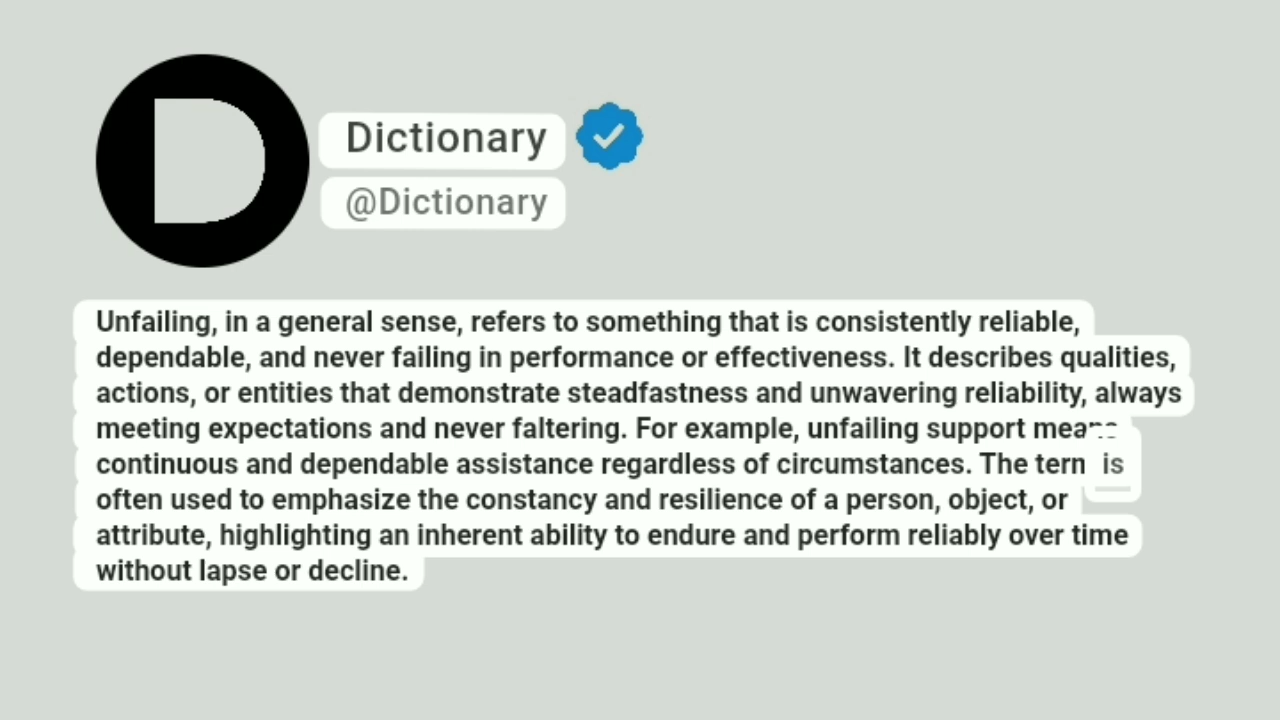 D
Dictionary
@Dictionary
Unfailing, in a general sense, refers to something that is consistently reliable,
dependable, and never failing in performance or effectiveness. It describes qualities,
actions, or entities that demonstrate steadfastness and unwavering reliability, always
meeting expectations and never faltering. For example, unfailing support means
continuous and dependable assistance regardless of circumstances. The term is
often used to emphasize the constancy and resilience of a person, object, or
attribute, highlighting an inherent ability to endure and perform reliably over time
without lapse or decline.